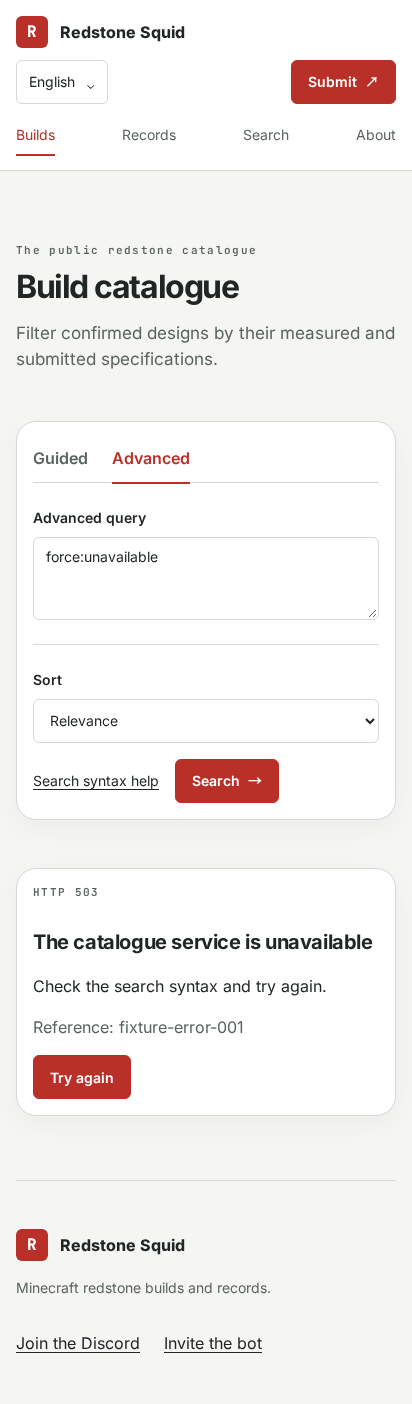 R Redstone Squid
English
Submit ↗
Builds Records Search About
The public redstone catalogue
Build catalogue
Filter confirmed designs by their measured and
submitted specifications.
Guided Advanced
Advanced query
force:unavailable
Sort
Relevance
Search syntax help
Search →
HTTP 503
The catalogue service is unavailable
Check the search syntax and try again.
Reference: fixture-error-001
Try again
R Redstone Squid
Minecraft redstone builds and records.
Join the Discord Invite the bot